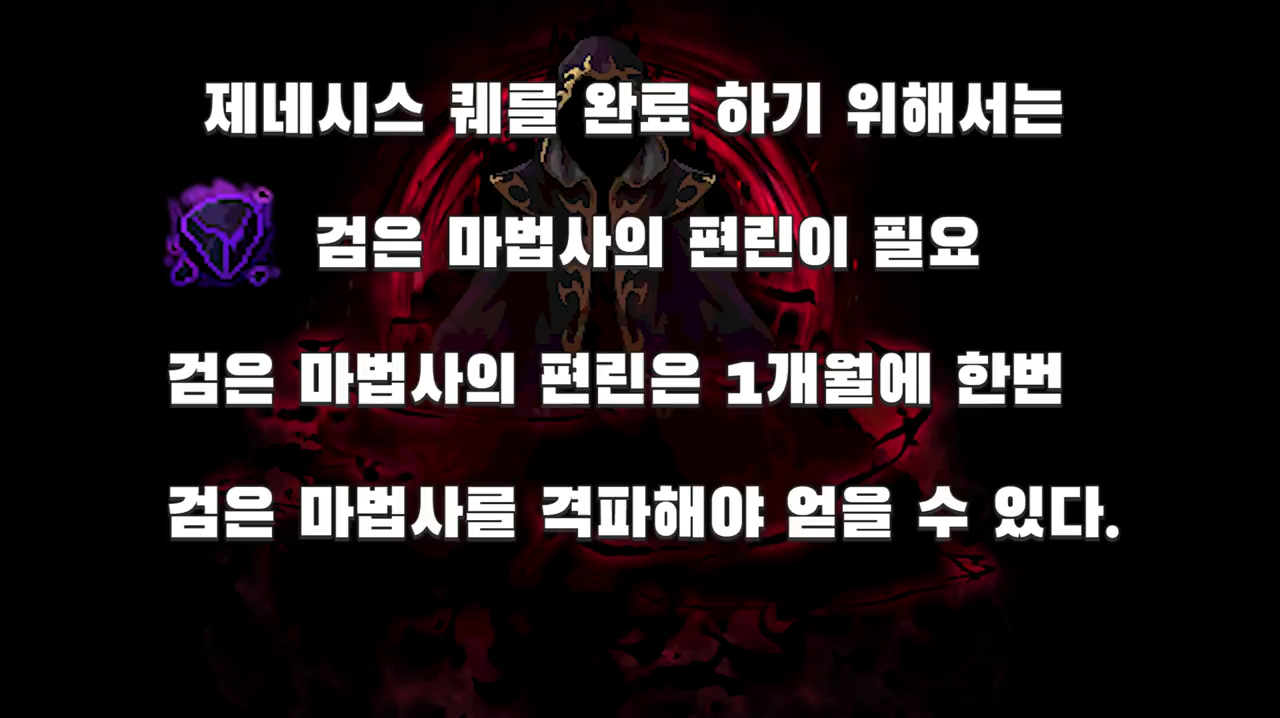 제네시스 퀘를 완료 하기 위해서는
검은 마법사의 편린이 필요
검은 마법사의 편린은 1개월에 한번
검은 마법사를 격파해야 얻을 수 있다.